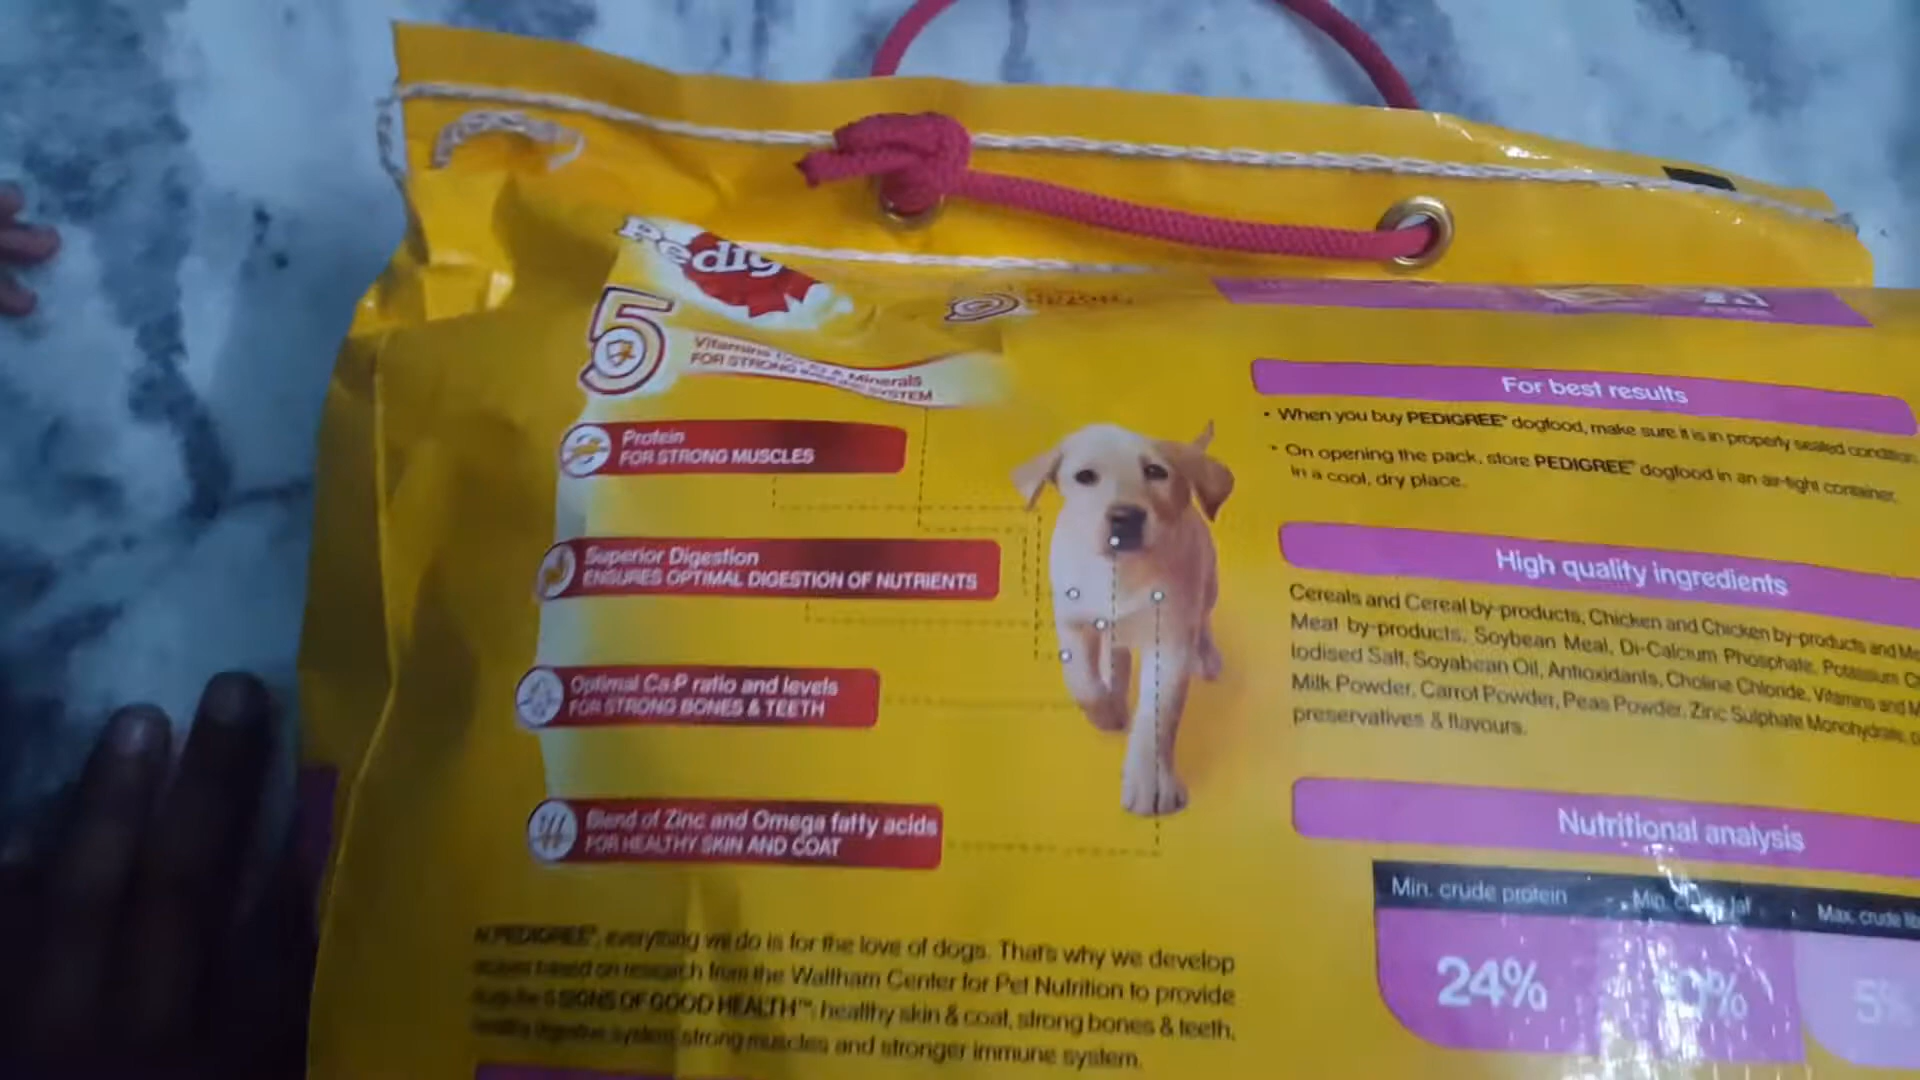 Pedig
5
Vitamins
Minerals
FOR STRONG
SYSTEM
Protein
FOR STRONG MUSCLES
Superior Digestion
ENSURES OPTIMAL DIGESTION OF NUTRIENTS
Optimal Ca:P ratio and levels
FOR STRONG BONES & TEETH
Blend of Zinc and Omega fatty acids
FOR HEALTHY SKIN AND COAT
At PEDIGREE®, everything we do is for the love of dogs. That's why we develop
based on research from the Waltham Center for Pet Nutrition to provide
5 SIGNS OF GOOD HEALTH™: healthy skin & coat, strong bones & teeth,
healthy digestive system, strong muscles and stronger immune system.
For best results
• When you buy PEDIGREE® dogfood, make sure it is in properly sealed condition.
• On opening the pack, store PEDIGREE® dogfood in an air-tight container,
in a cool, dry place.
High quality ingredients
Cereals and Cereal by-products, Chicken and Chicken by-products and Me
Meat by-products, Soybean Meal, Di-Calcium Phosphate, Potassium C
Iodised Salt, Soyabean Oil, Antioxidants, Choline Chloride, Vitamins and M
Milk Powder, Carrot Powder, Peas Powder, Zinc Sulphate Monohydrate,
preservatives & flavours.
Nutritional analysis
Min. crude protein
Min. crude fat
Max. crude fib
24%
5%